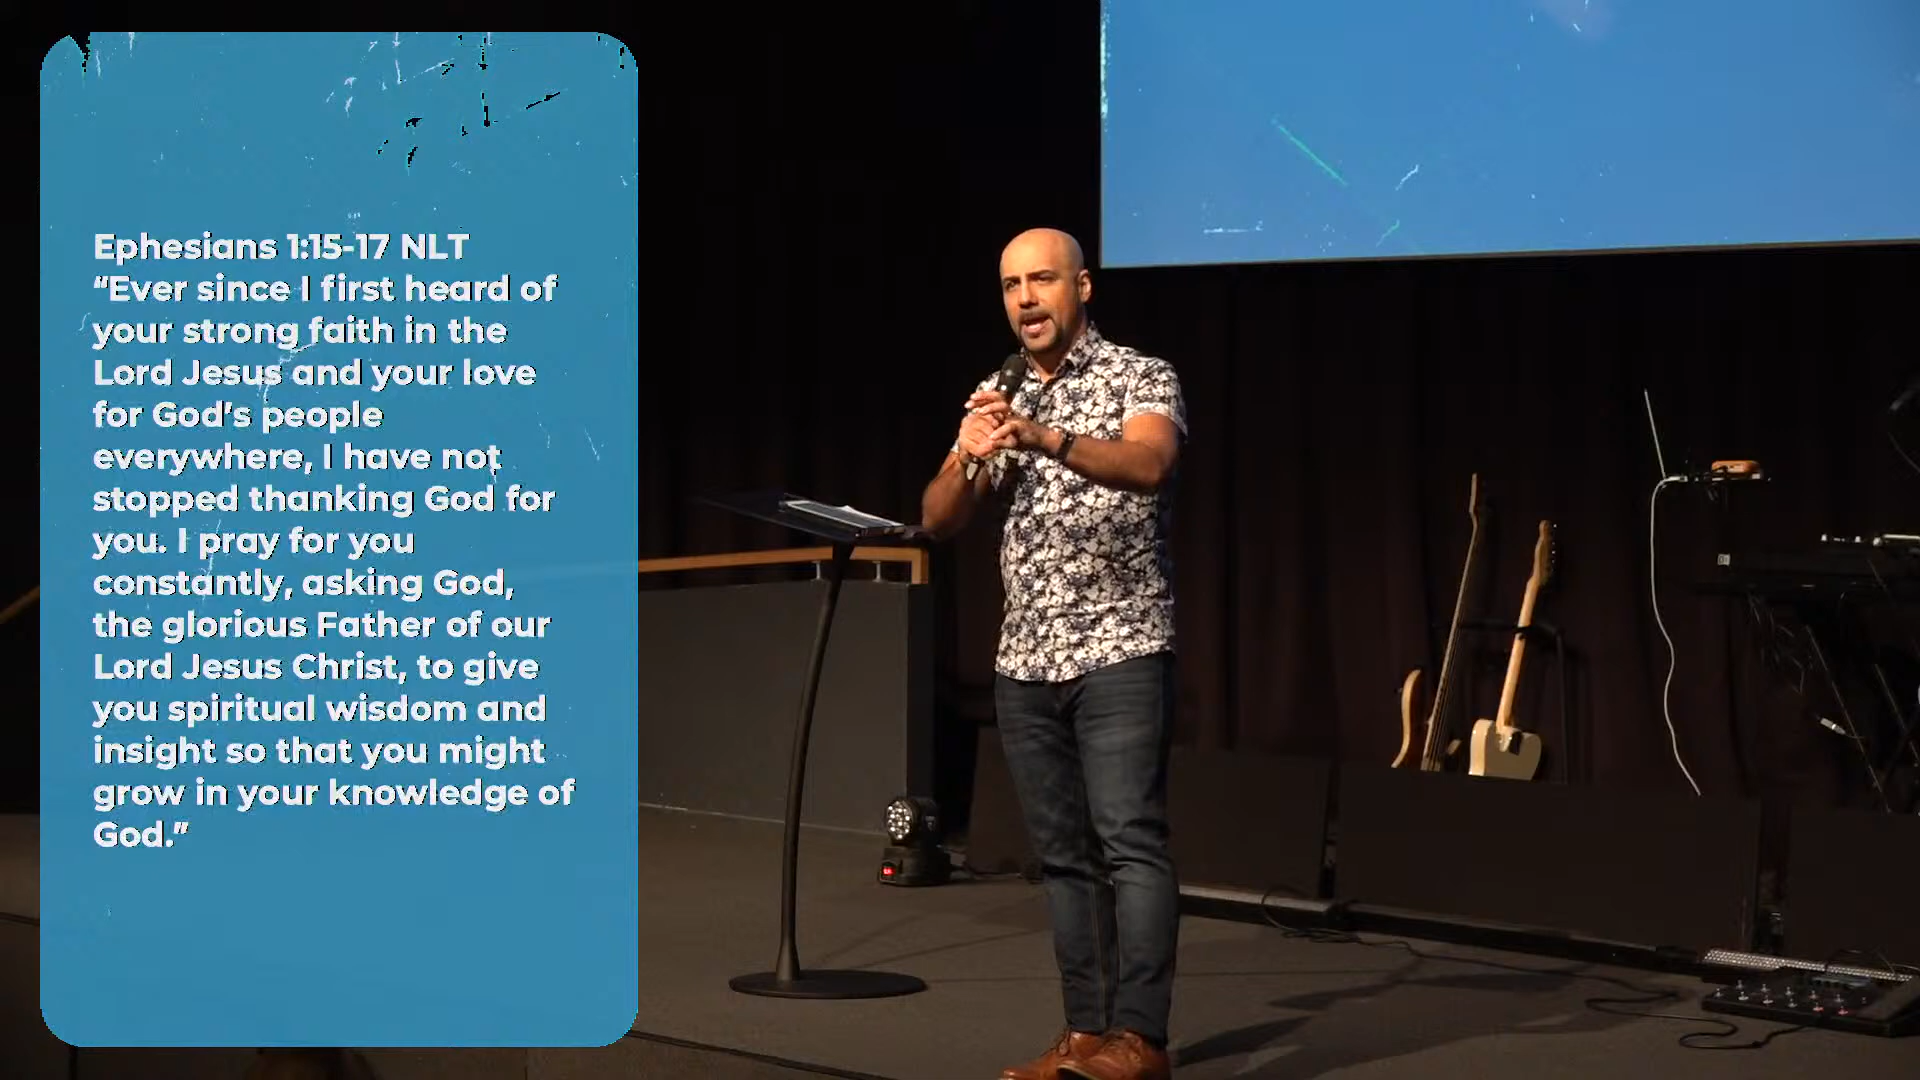 Ephesians 1:15-17 NLT
“Ever since I first heard of
your strong faith in the
Lord Jesus and your love
for God’s people
everywhere, I have not
stopped thanking God for
you. I pray for you
constantly, asking God,
the glorious Father of our
Lord Jesus Christ, to give
you spiritual wisdom and
insight so that you might
grow in your knowledge of
God.”